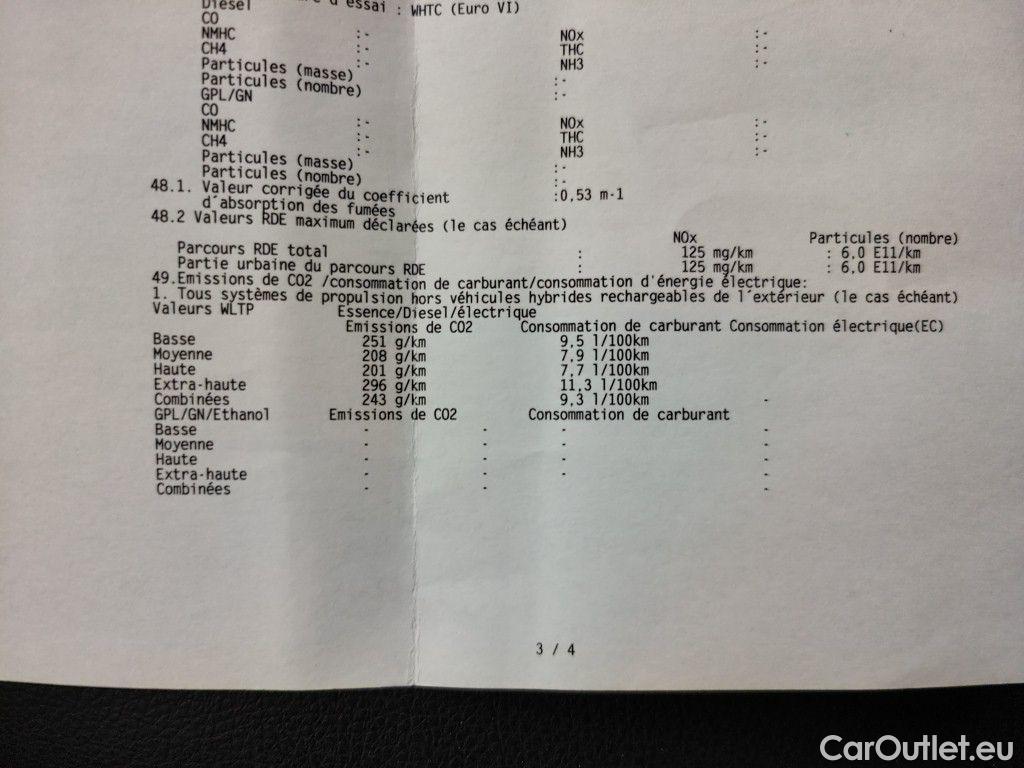 Diesel d'essai : WHTC (Euro VI)
CO
NMHC :- NOx :-
CH4 THC
Particules (masse) :- NH3 :-
Particules (nombre) :-
GPL/GN :-
CO
NMHC :- NOx :-
CH4 THC
Particules (masse) :- NH3 :-
Particules (nombre) :-
48.1. Valeur corrigée du coefficient :0,53 m-1
d´absorption des fumées
48.2 Valeurs RDE maximum déclarées (le cas échéant)
NOx Particules (nombre)
Parcours RDE total : 125 mg/km : 6.0 E11/km
Partie urbaine du parcours RDE : 125 mg/km : 6.0 E11/km
49.Emissions de CO2 /consommation de carburant/consommation d'énergie électrique:
1. Tous systèmes de propulsion hors véhicules hybrides rechargeables de l´extérieur (le cas échéant)
Valeurs WLTP Essence/Diesel/électrique
Emissions de CO2 Consommation de carburant Consommation électrique(EC)
Basse 251 g/km 9,5 l/100km
Moyenne 208 g/km 7,9 l/100km
Haute 201 g/km 7,7 l/100km
Extra-haute 296 g/km 11,3 l/100km
Combinées 243 g/km 9,3 l/100km -
GPL/GN/Ethanol Emissions de CO2 Consommation de carburant
Basse - - - -
Moyenne - - - -
Haute - - - -
Extra-haute - - - -
Combinées - - -
3 / 4
CarOutlet.eu